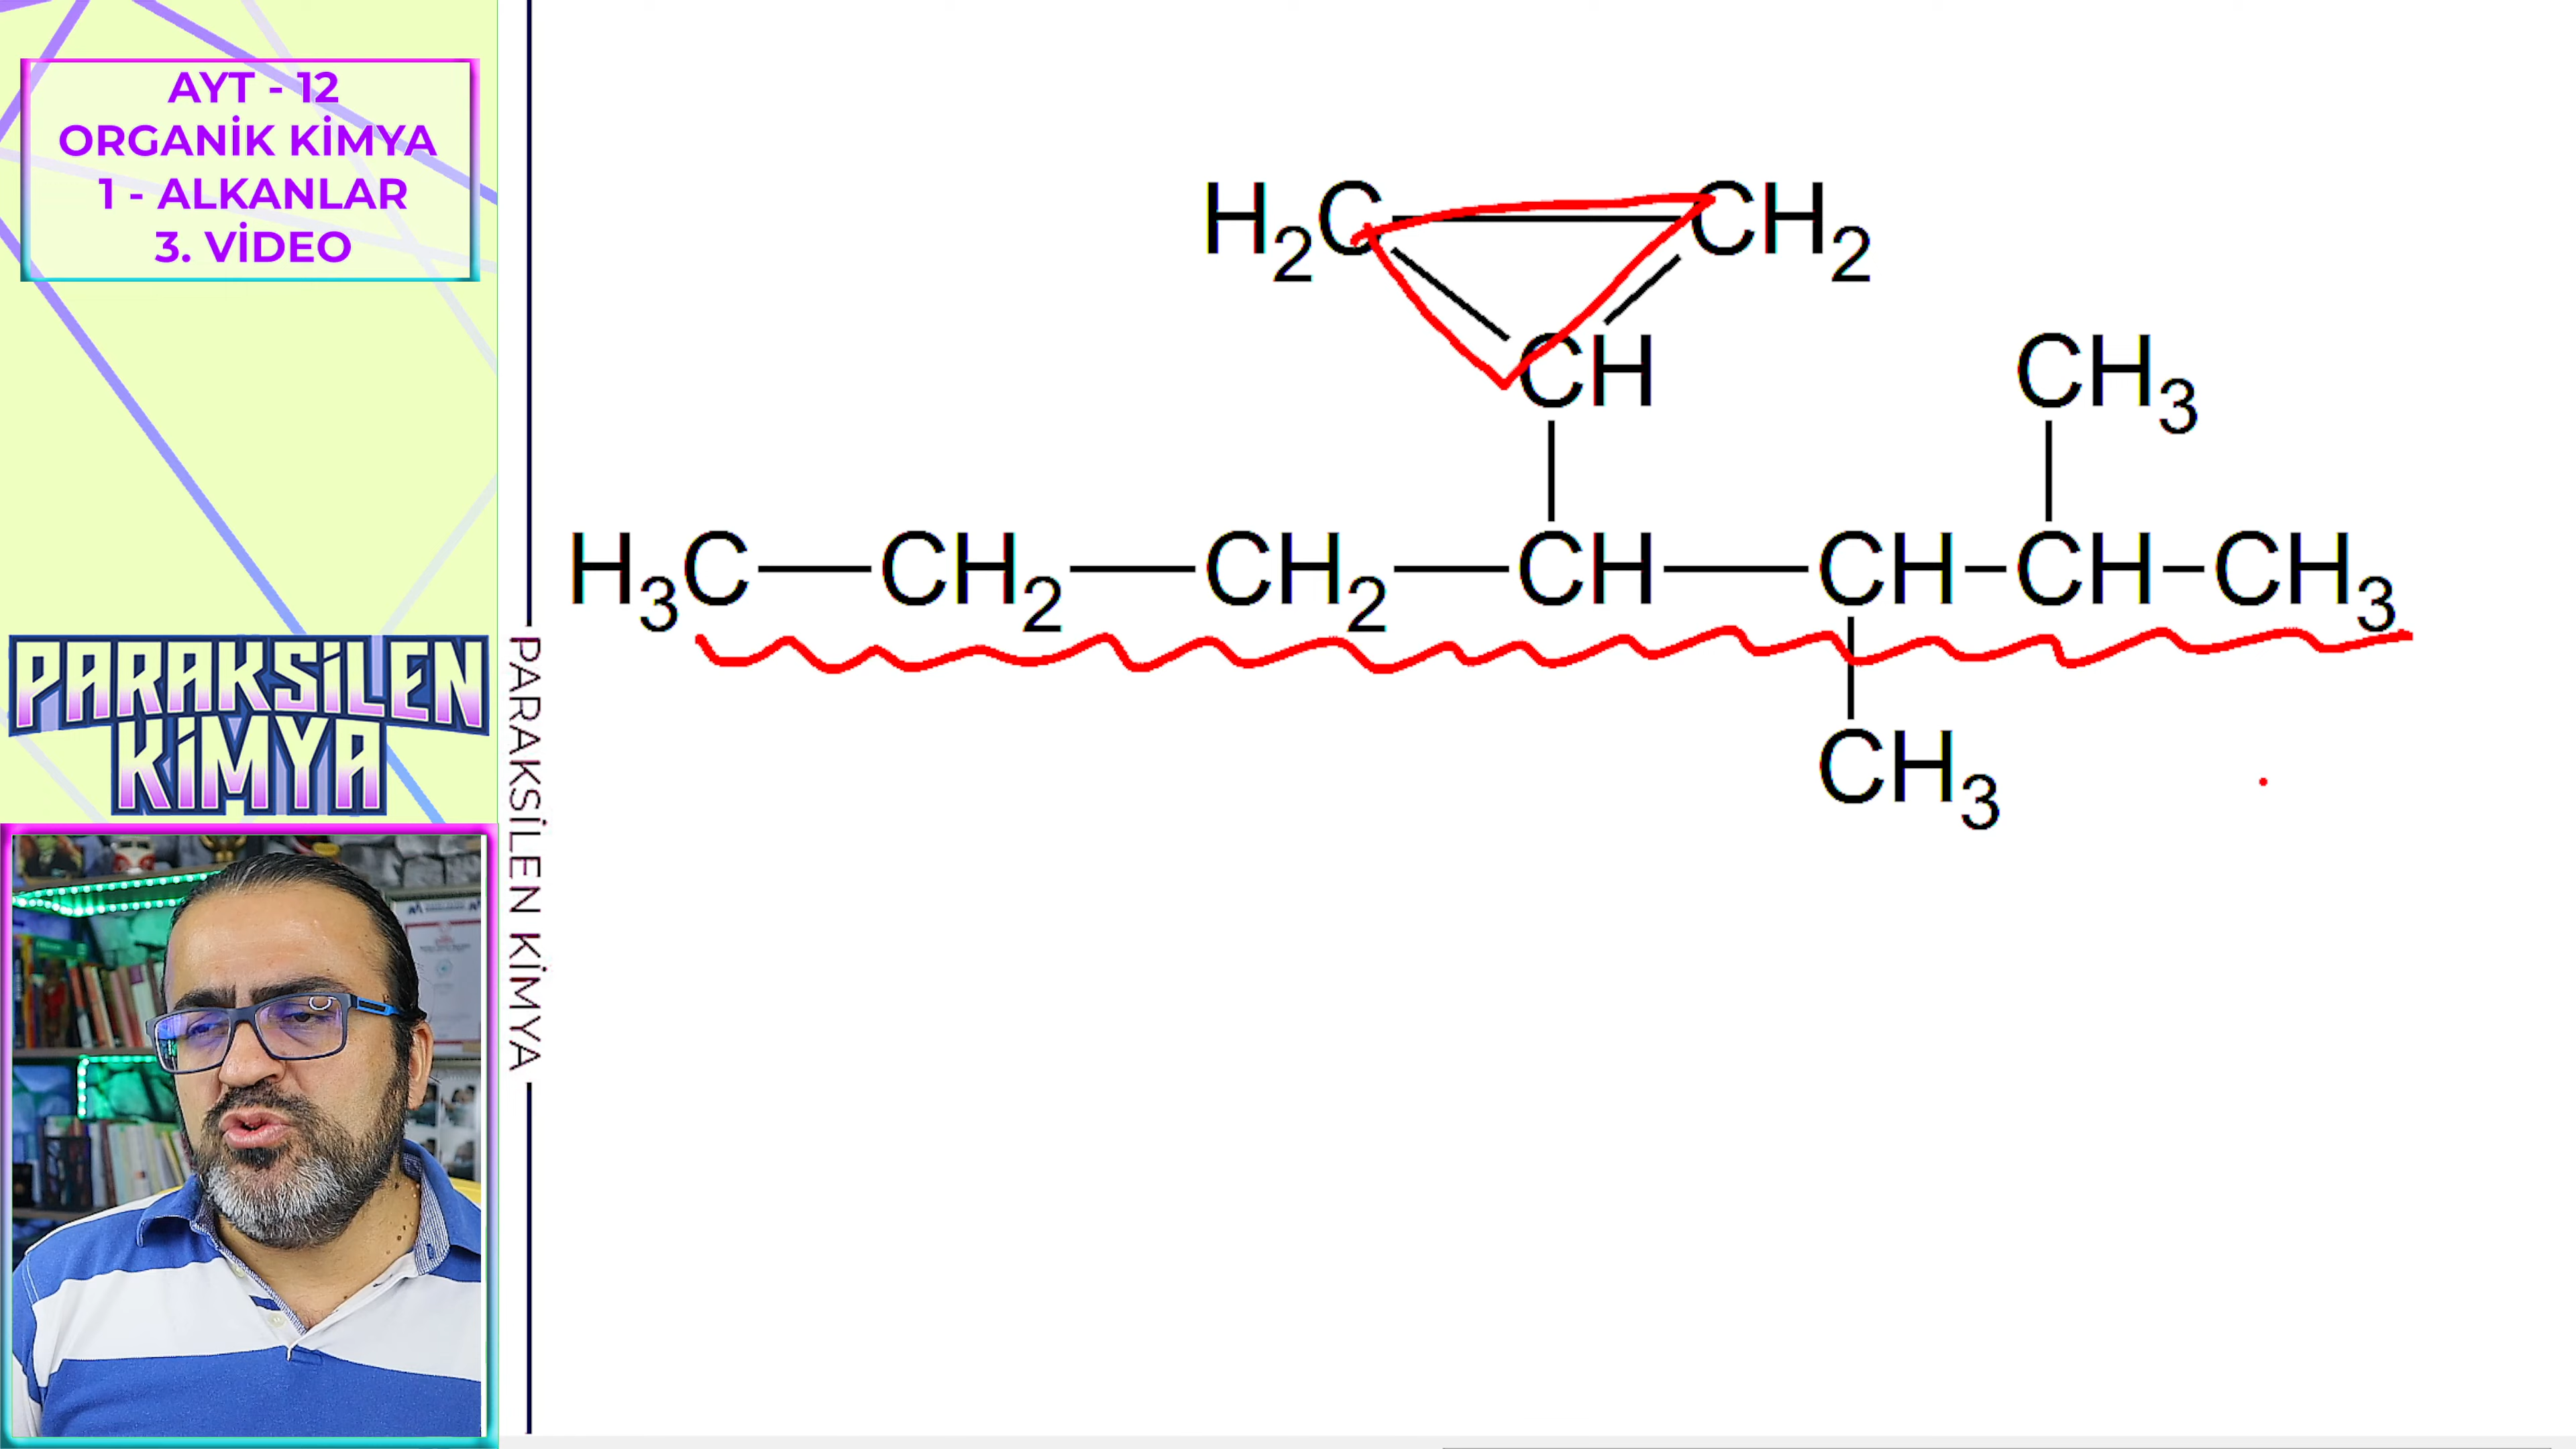 AYT - 12
ORGANİK KİMYA
1 - ALKANLAR
3. VİDEO
PARAKSİLEN
KİMYA
PARAKSİLEN KİMYA
H2C CH2
CH CH3
H3C—CH2—CH2—CH—CH–CH–CH3
CH3